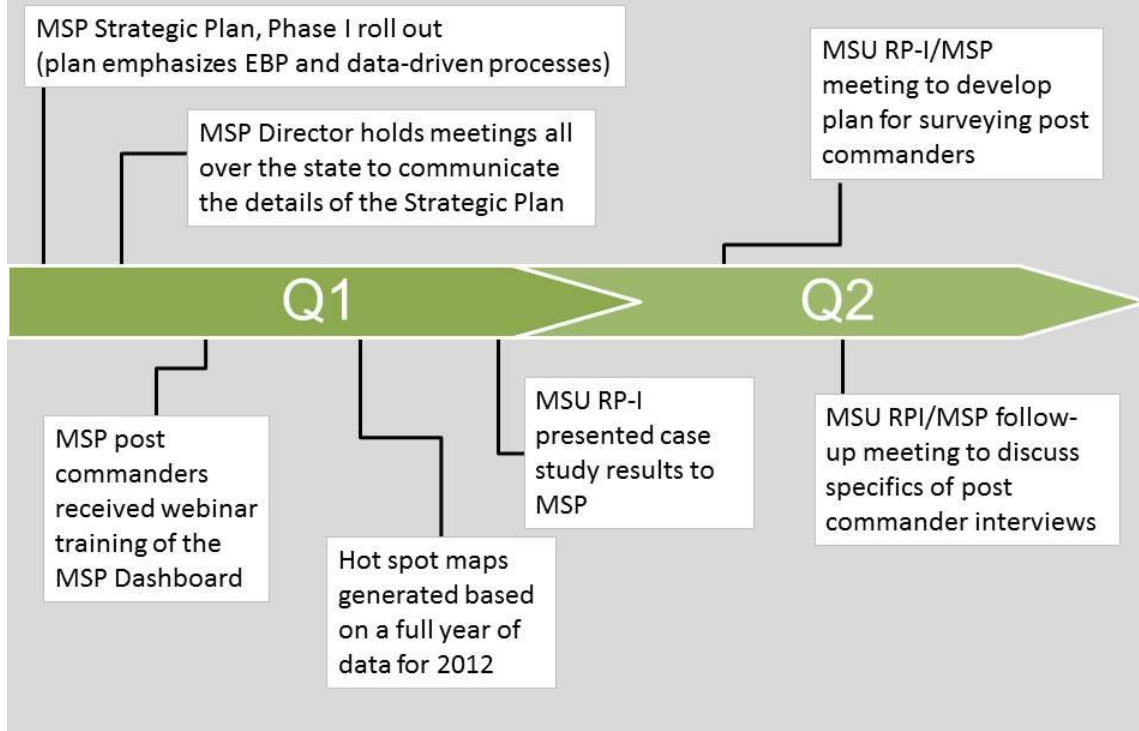 MSP Strategic Plan, Phase I roll out
(plan emphasizes EBP and data-driven processes)
MSP Director holds meetings all
over the state to communicate
the details of the Strategic Plan
MSU RP-I/MSP
meeting to develop
plan for surveying post
commanders
Q1
Q2
MSP post
commanders
received webinar
training of the
MSP Dashboard
Hot spot maps
generated based
on a full year of
data for 2012
MSU RP-I
presented case
study results to
MSP
MSU RPI/MSP follow-
up meeting to discuss
specifics of post
commander interviews